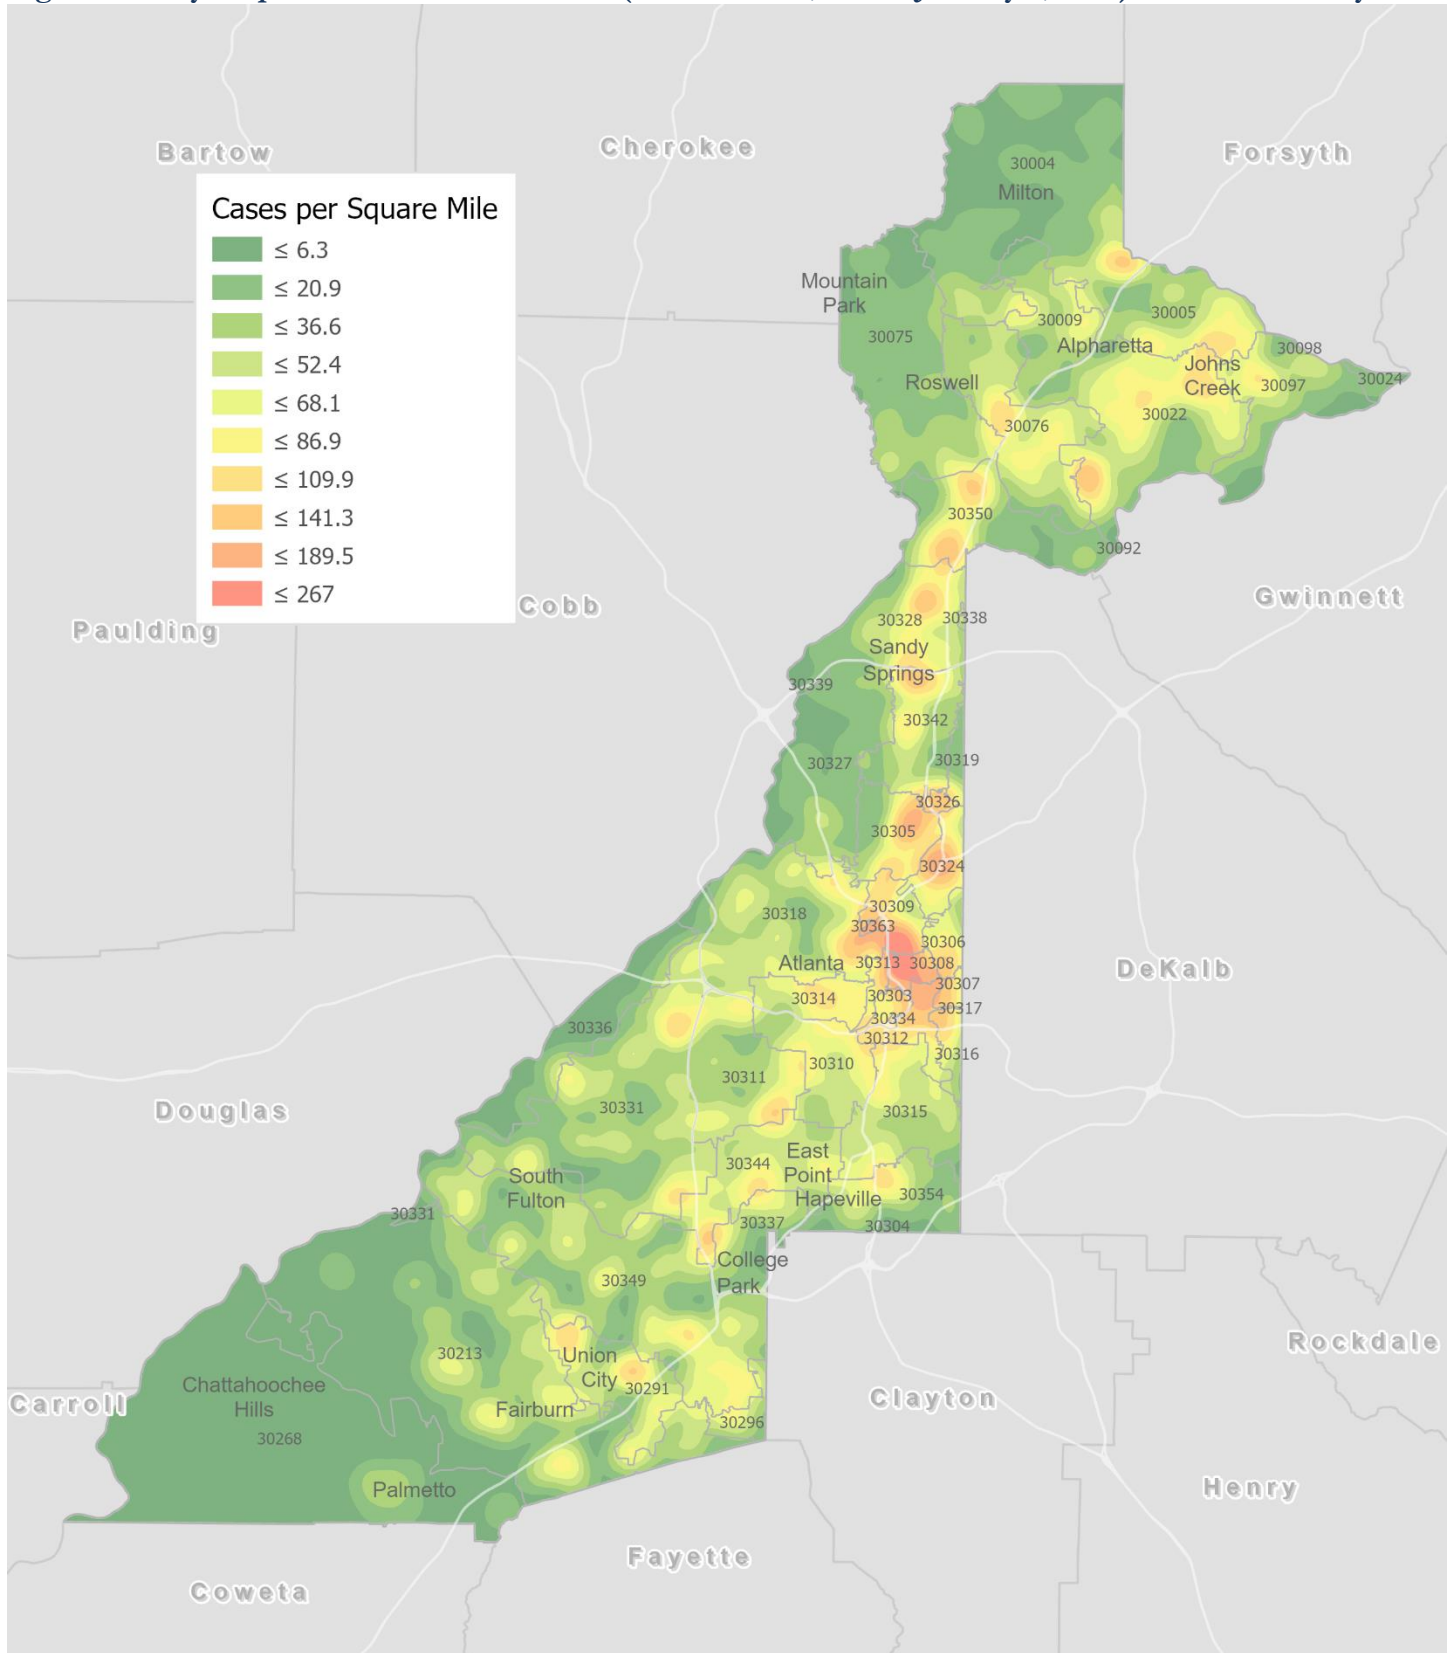 Bartow
Cherokee
Forsyth
Cases per Square Mile
≤ 6.3
≤ 20.9
≤ 36.6
≤ 52.4
≤ 68.1
≤ 86.9
≤ 109.9
≤ 141.3
≤ 189.5
≤ 267
30004
Milton
Mountain
Park
30075
30009
30005
Alpharetta
30098
Johns
Creek
30097
30024
Roswell
30022
30076
30350
30092
Paulding
Cobb
Gwinnett
30328
30338
Sandy
Springs
30339
30342
30327
30319
30326
30305
30324
30309
30318
30363
30306
Atlanta
30313
30308
DeKalb
30307
30314
30303
30317
30334
30336
30312
30316
30310
30311
Douglas
30331
30315
East
Point
30344
South
Fulton
Hapeville
30354
30331
30337
30304
College
Park
30349
Rockdale
30213
Union
City
30291
Chattahoochee
Hills
Carroll
Clayton
Fairburn
30296
30268
Palmetto
Henry
Fayette
Coweta